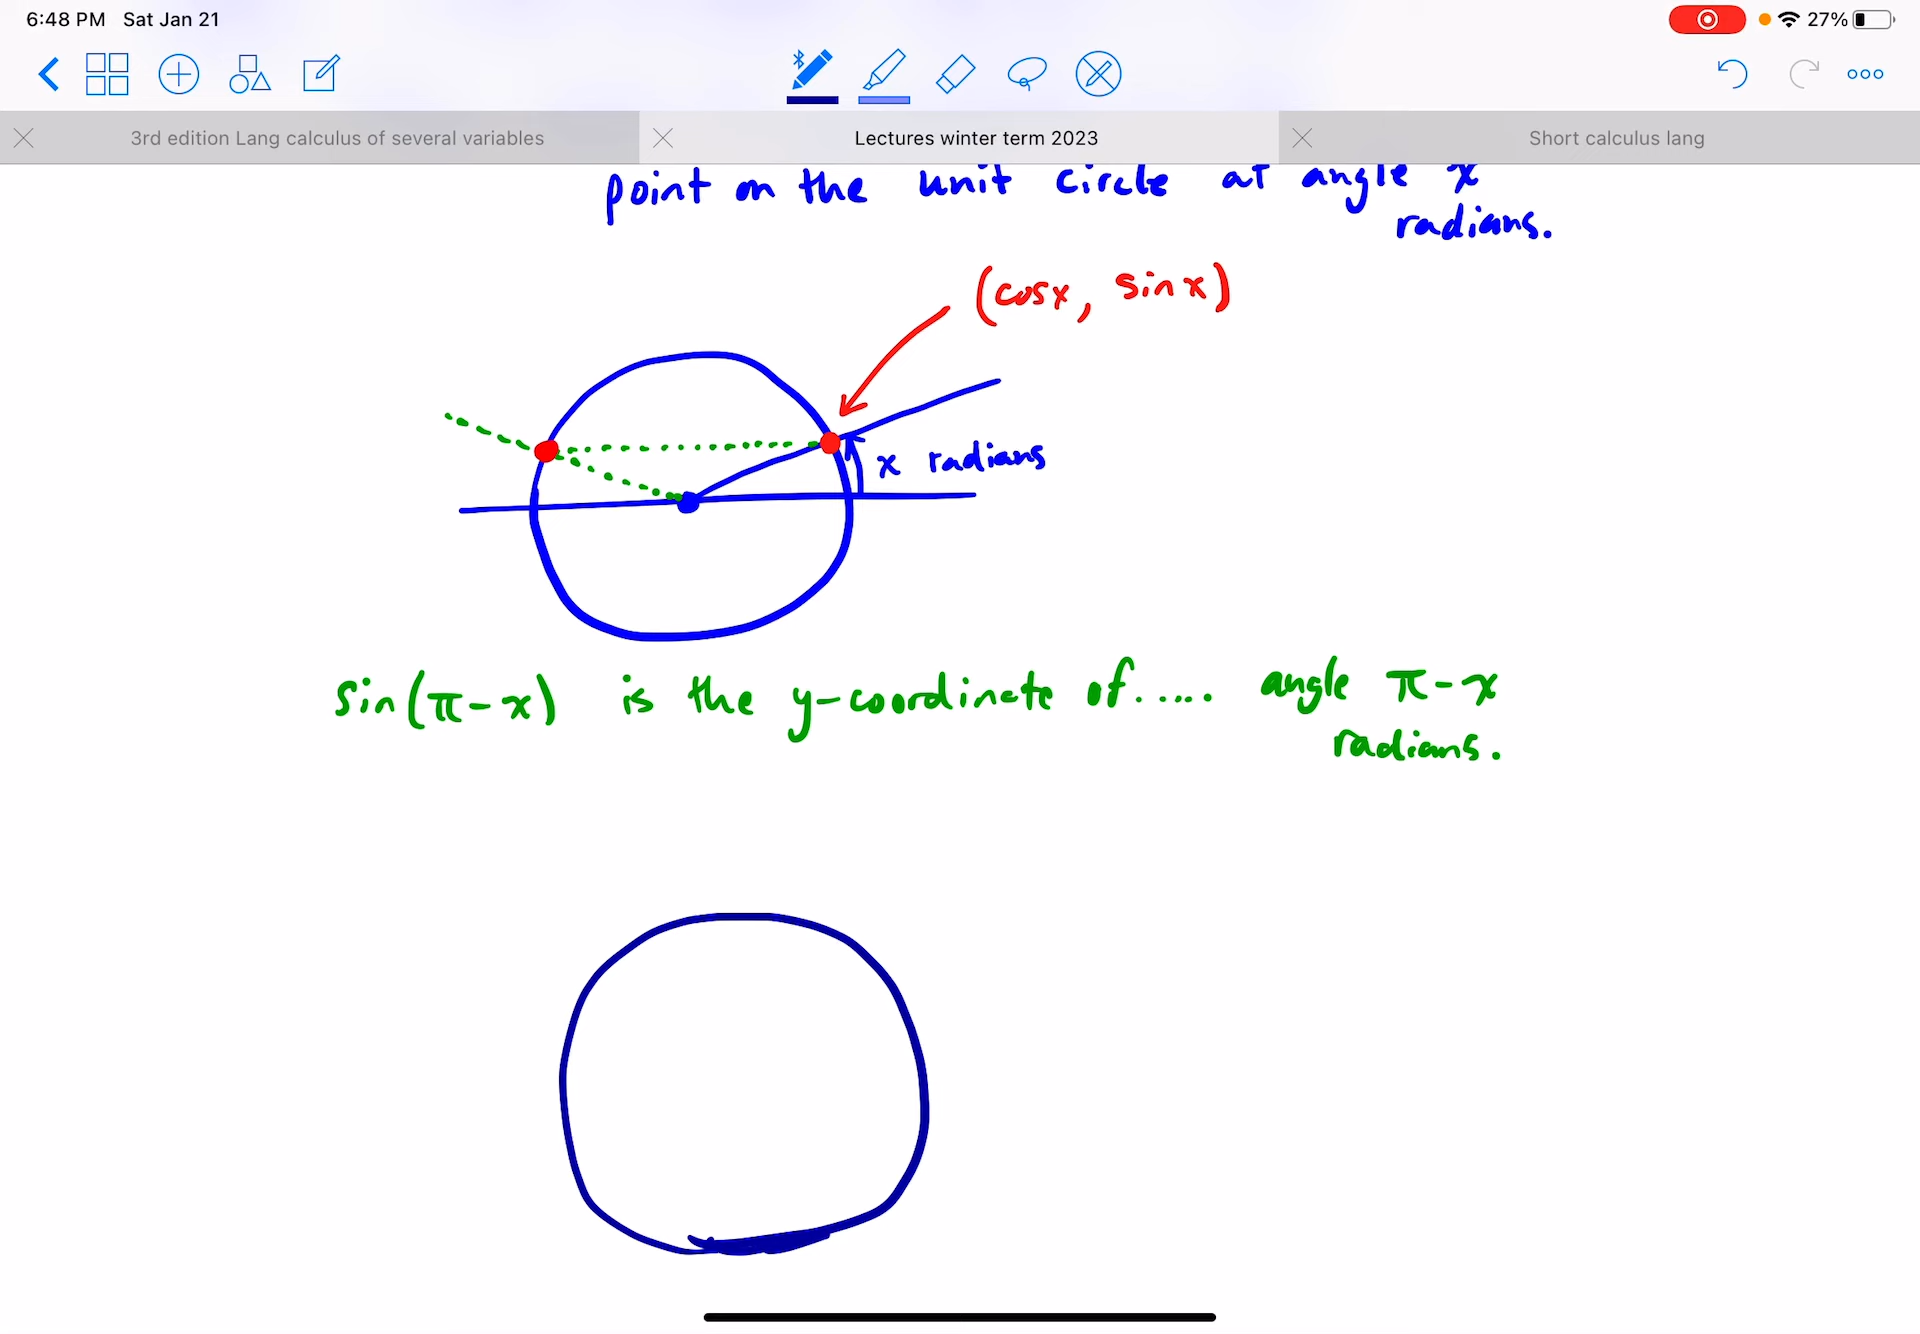 6:48 PM Sat Jan 21
27%
3rd edition Lang calculus of several variables
Lectures winter term 2023
Short calculus lang
point on the unit circle at angle x
radians.
(cosx, sinx)
x radians
sin(π-x) is the y-coordinate of..... angle π-x
radians.